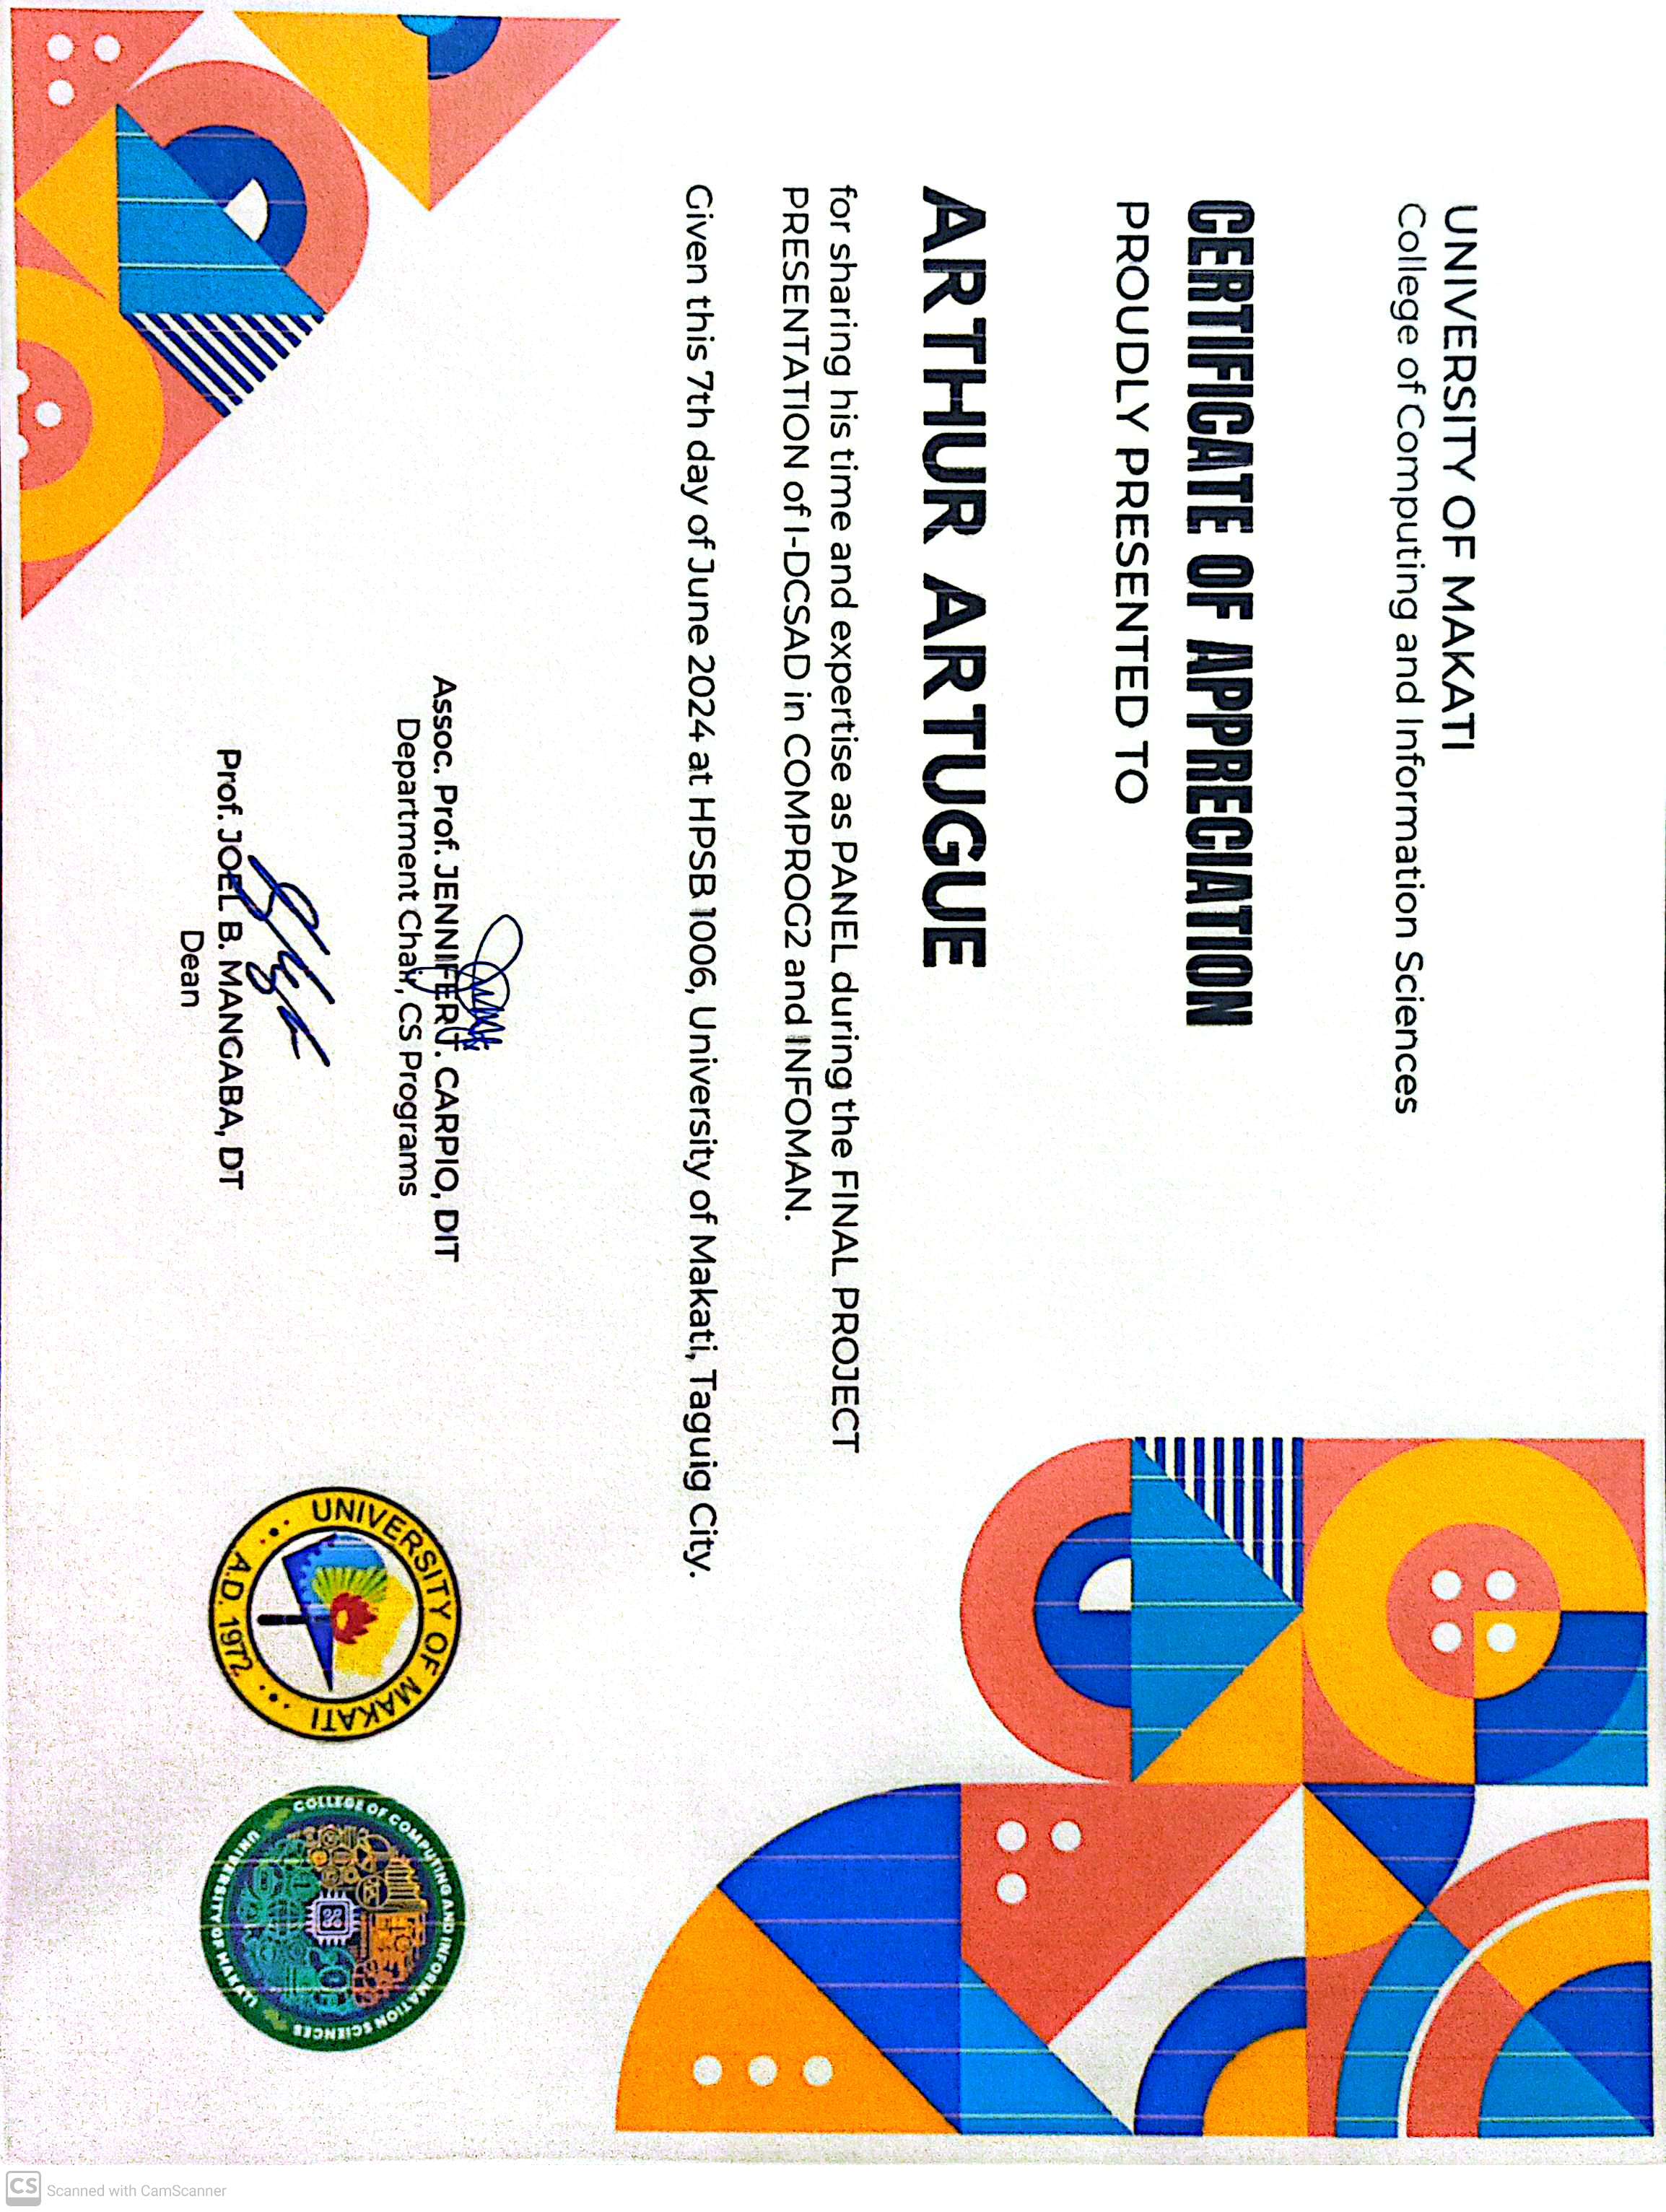 UNIVERSITY OF MAKATI
College of Computing and Information Sciences
CERTIFICATE OF APPRECIATION
PROUDLY PRESENTED TO
ARTHUR ARTUGUE
for sharing his time and expertise as PANEL during the FINAL PROJECT
PRESENTATION of I-DCSAD in COMPROG2 and INFOMAN.
Given this 7th day of June 2024 at HPSB 1006, University of Makati, Taguig City.
Assoc. Prof. JENNIFER T. CARPIO, DIT
Department Chair, CS Programs
Prof. JOEL B. MANGABA, DT
Dean
UNIVERSITY OF MAKATI
A.D. 1972
COLLEGE OF COMPUTING AND INFORMATION SCIENCES
UNIVERSITY OF MAKATI
CS Scanned with CamScanner